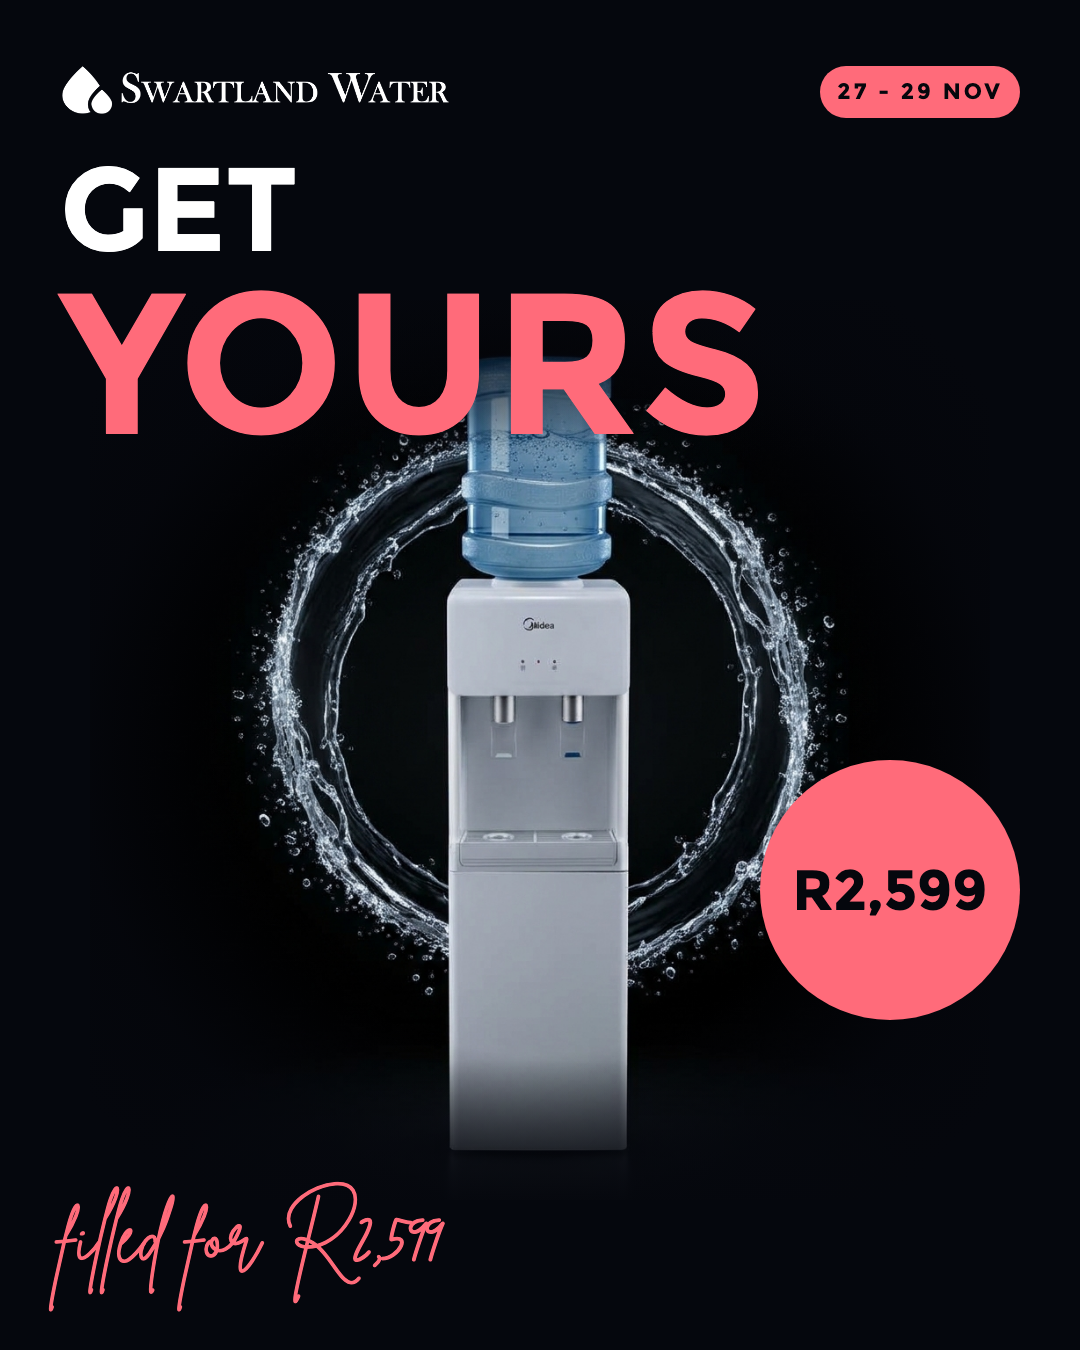 SWARTLAND WATER
27 - 29 NOV
GET
YOURS
Midea
R2,599
filled for R2,599